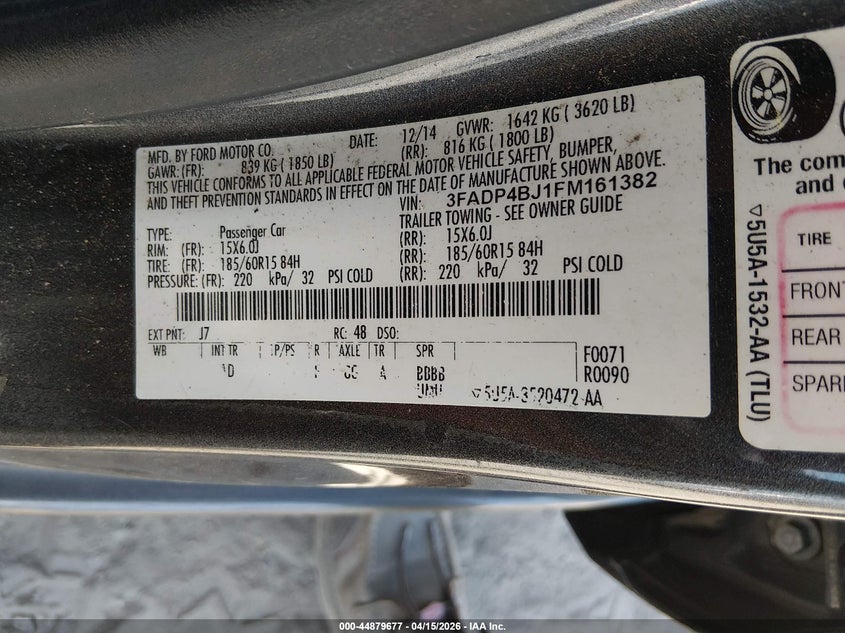 MFD. BY FORD MOTOR CO. DATE: 12/14 GVWR: 1642 KG ( 3620 LB)
GAWR: (FR): 839 KG ( 1850 LB) (RR): 816 KG ( 1800 LB)
THIS VEHICLE CONFORMS TO ALL APPLICABLE FEDERAL MOTOR VEHICLE SAFETY, BUMPER,
AND THEFT PREVENTION STANDARDS IN EFFECT ON THE DATE OF MANUFACTURE SHOWN ABOVE.
VIN: 3FADP4BJ1FM161382
TYPE: Passenger Car TRAILER TOWING - SEE OWNER GUIDE
RIM: (FR): 15X6.0J (RR): 15X6.0J
TIRE: (FR): 185/60R15 84H (RR): 185/60R15 84H
PRESSURE: (FR): 220 kPa/ 32 PSI COLD (RR): 220 kPa/ 32 PSI COLD
EXT PNT: J7 RC: 48 DSO:
WB INT TR TP/PS R AXLE TR SPR F0071
A BBBB R0090
▽5U5A-3520472-AA
The com
and
TIRE
FRONT
REAR
SPAR
▽5U5A-1532-AA (TLU)
000-44879677 — 04/15/2026 — IAA Inc.